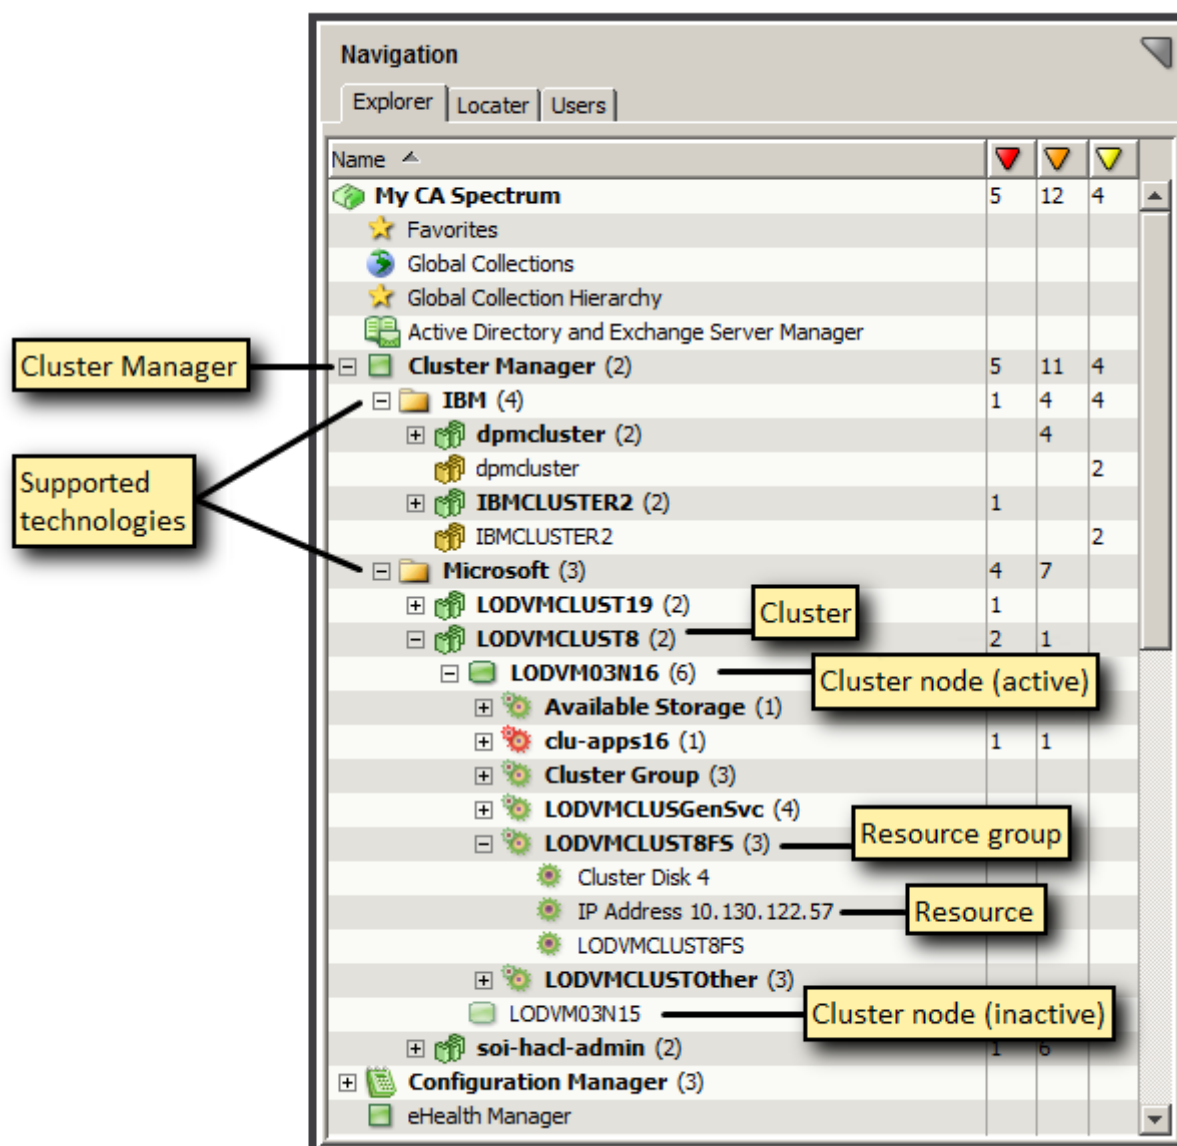 Navigation
Explorer Locater Users
Name
My CA Spectrum 5 12 4
Favorites
Global Collections
Global Collection Hierarchy
Active Directory and Exchange Server Manager
Cluster Manager
Cluster Manager (2) 5 11 4
IBM (4) 1 4 4
dpmcluster (2) 4
dpmcluster 2
Supported
technologies
IBMCLUSTER2 (2) 1
IBMCLUSTER2 2
Microsoft (3) 4 7
LODVMCLUST19 (2) 1
Cluster
LODVMCLUST8 (2) 2 1
LODVM03N16 (6)
Cluster node (active)
Available Storage (1)
clu-apps16 (1) 1 1
Cluster Group (3)
LODVMCLUSGenSvc (4)
LODVMCLUST8FS (3)
Resource group
Cluster Disk 4
IP Address 10.130.122.57
Resource
LODVMCLUST8FS
LODVMCLUSTOther (3)
LODVM03N15
Cluster node (inactive)
soi-hacl-admin (2) 1 6
Configuration Manager (3)
eHealth Manager